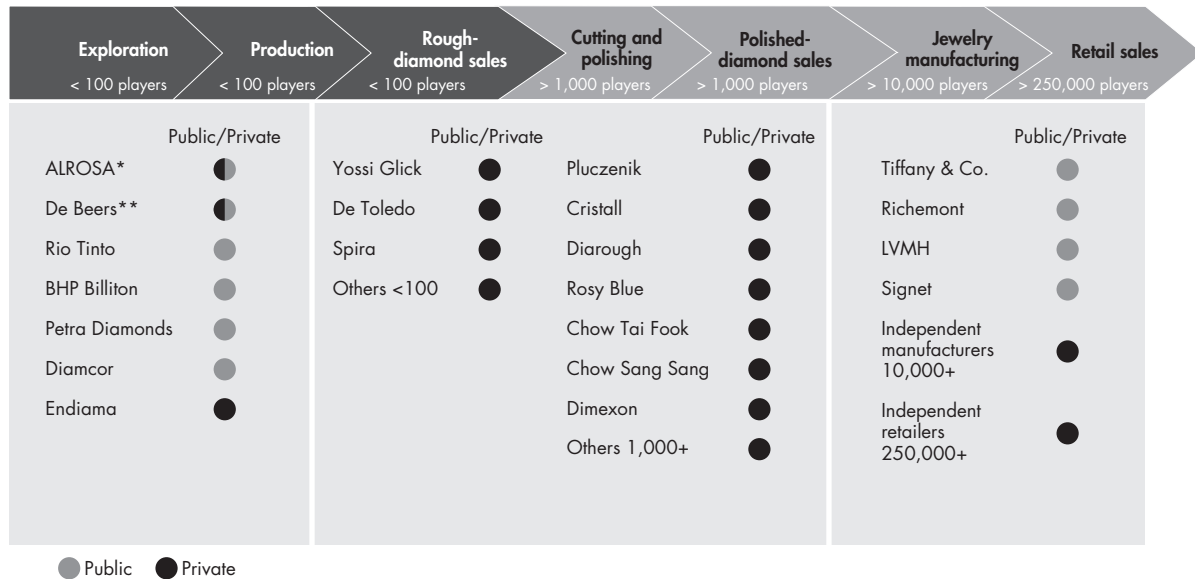 Exploration
< 100 players
Production
< 100 players
Rough-
diamond sales
< 100 players
Cutting and
polishing
> 1,000 players
Polished-
diamond sales
> 1,000 players
Jewelry
manufacturing
> 10,000 players
Retail sales
> 250,000 players
Public/Private
ALROSA*
De Beers**
Rio Tinto
BHP Billiton
Petra Diamonds
Diamcor
Endiama
Public/Private
Yossi Glick
De Toledo
Spira
Others <100
Public/Private
Pluczenik
Cristall
Diarough
Rosy Blue
Chow Tai Fook
Chow Sang Sang
Dimexon
Others 1,000+
Public/Private
Tiffany & Co.
Richemont
LVMH
Signet
Independent
manufacturers
10,000+
Independent
retailers
250,000+
Public
Private